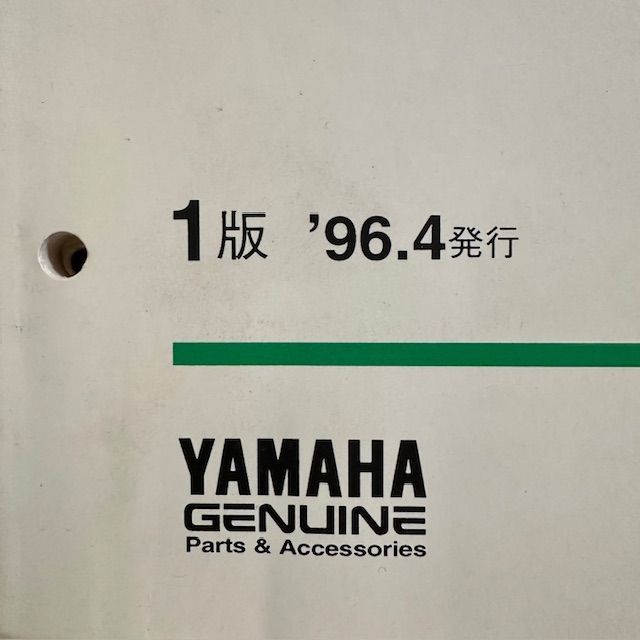 1版 ’96.4発行
YAMAHA
GENUINE
Parts & Accessories